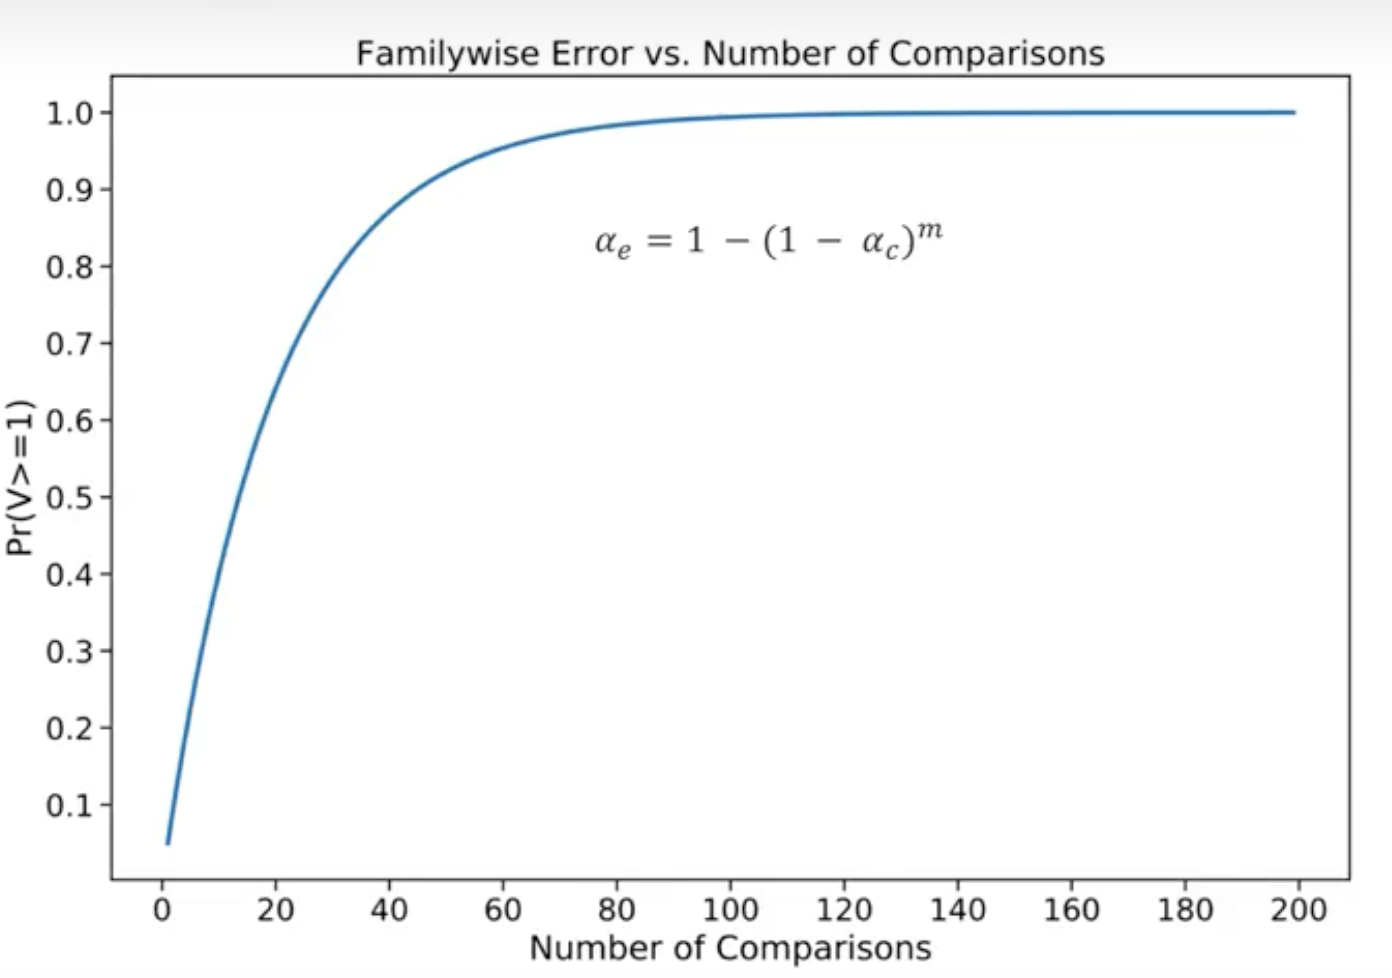 Familywise Error vs. Number of Comparisons
1.0
0.9
αₑ = 1 − (1 − α_c)^m
0.8
0.7
0.6
Pr(V>=1)
0.5
0.4
0.3
0.2
0.1
0 20 40 60 80 100 120 140 160 180 200
Number of Comparisons